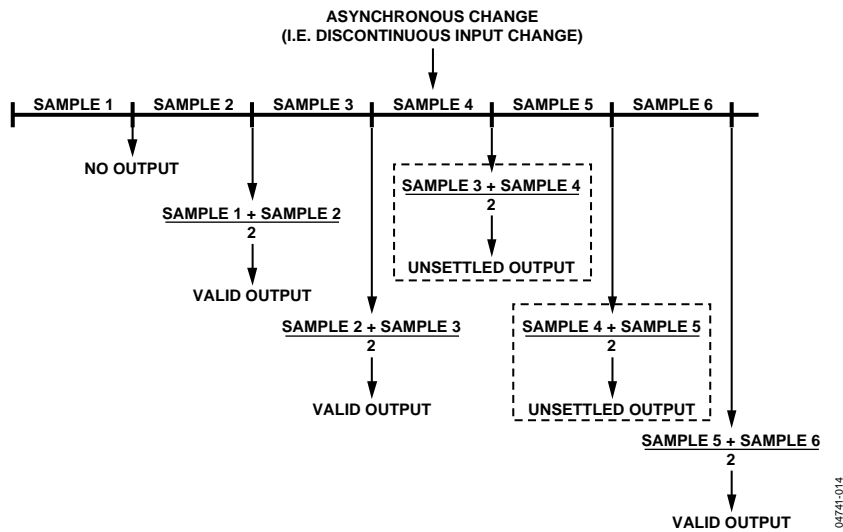 ASYNCHRONOUS CHANGE
(I.E. DISCONTINUOUS INPUT CHANGE)
SAMPLE 1
SAMPLE 2
SAMPLE 3
SAMPLE 4
SAMPLE 5
SAMPLE 6
NO OUTPUT
SAMPLE 1 + SAMPLE 2
2
VALID OUTPUT
SAMPLE 2 + SAMPLE 3
2
VALID OUTPUT
SAMPLE 3 + SAMPLE 4
2
UNSETTLED OUTPUT
SAMPLE 4 + SAMPLE 5
2
UNSETTLED OUTPUT
SAMPLE 5 + SAMPLE 6
2
VALID OUTPUT
04741-014